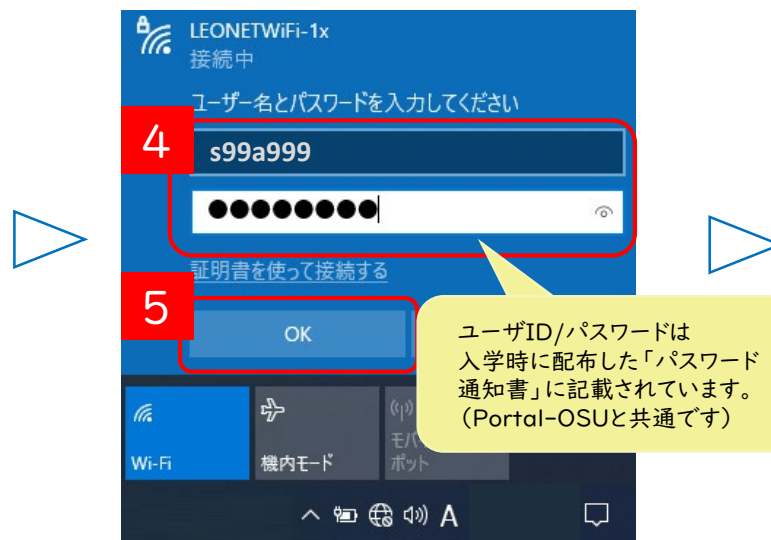 LEONETWiFi-1x
接続中
ユーザー名とパスワードを入力してください
4
s99a999
●●●●●●●●
証明書を使って接続する
5
OK
ユーザID/パスワードは
入学時に配布した「パスワード
通知書」に記載されています。
(Portal-OSUと共通です)
Wi-Fi
機内モード
モバ
ポット
A